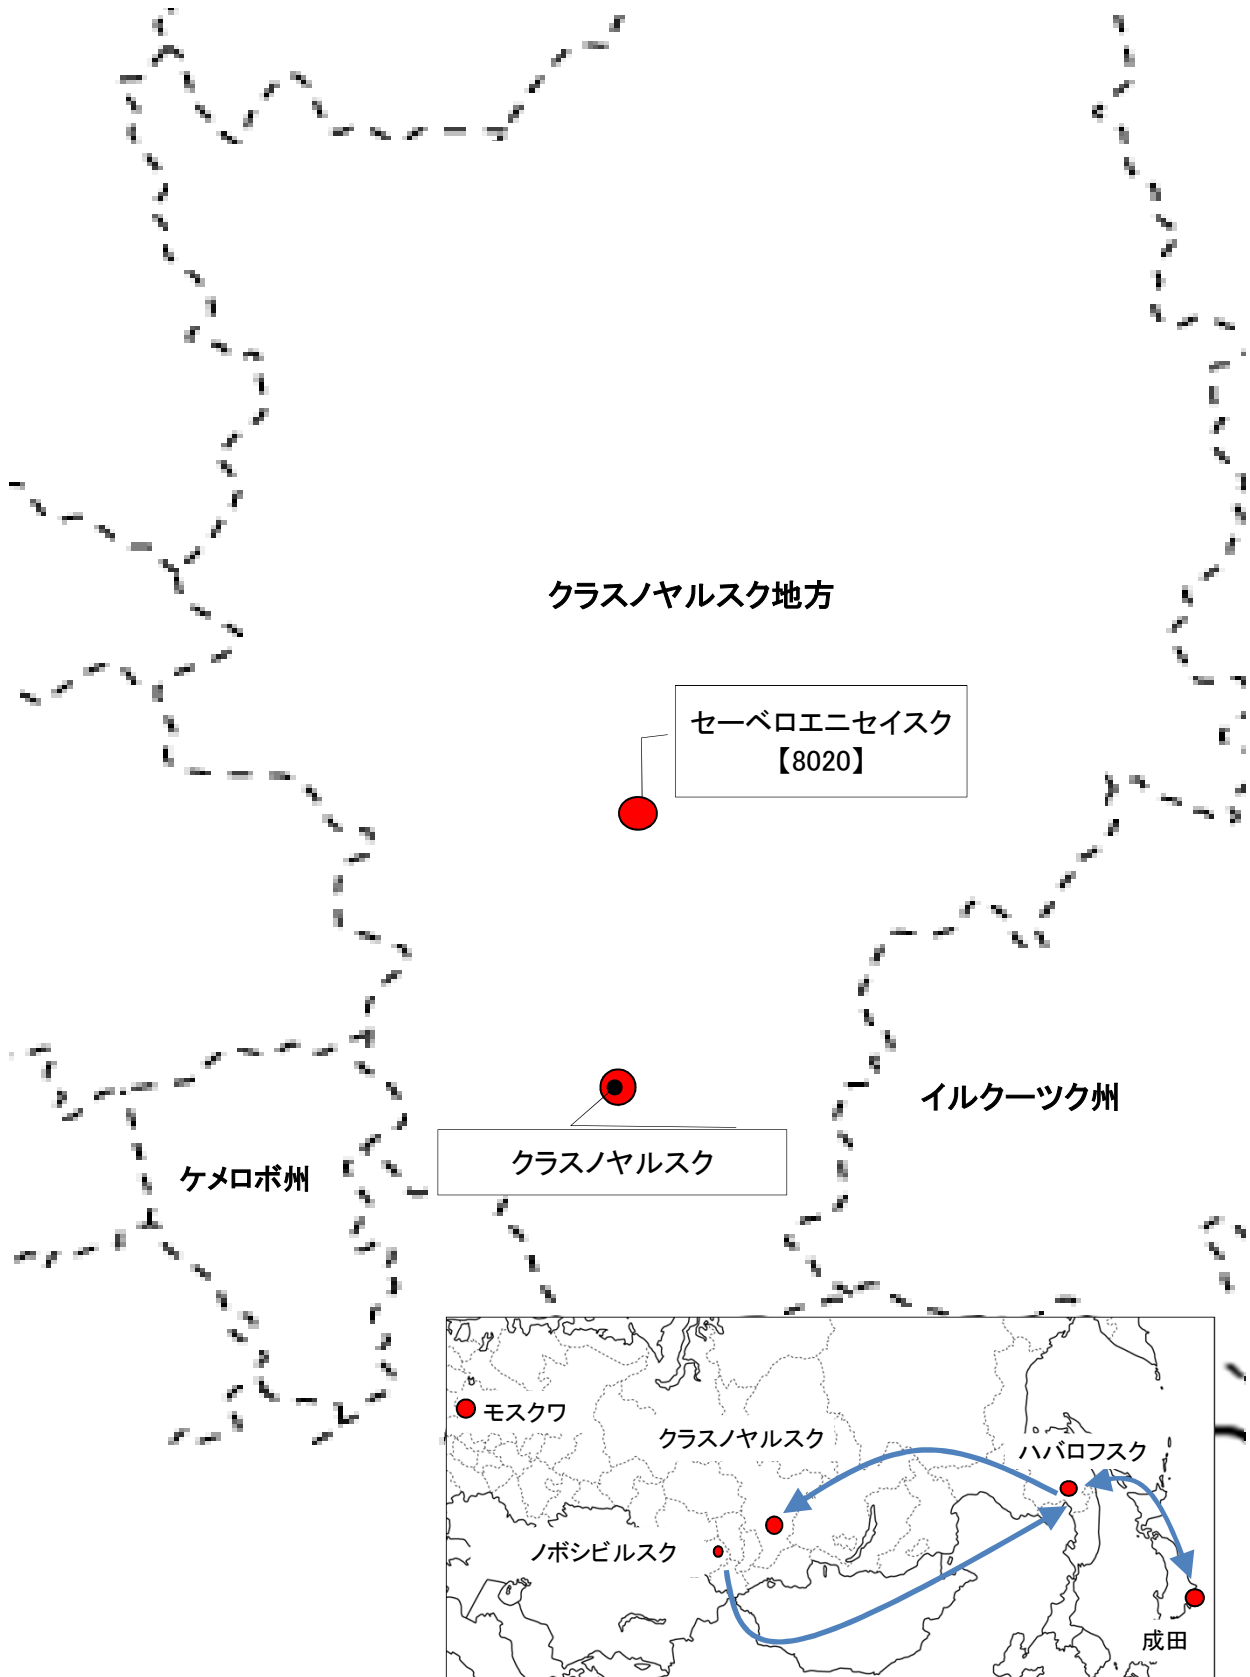 クラスノヤルスク地方
セーベロエニセイスク
【8020】
イルクーツク州
クラスノヤルスク
ケメロボ州
モスクワ
クラスノヤルスク
ハバロフスク
ノボシビルスク
成田